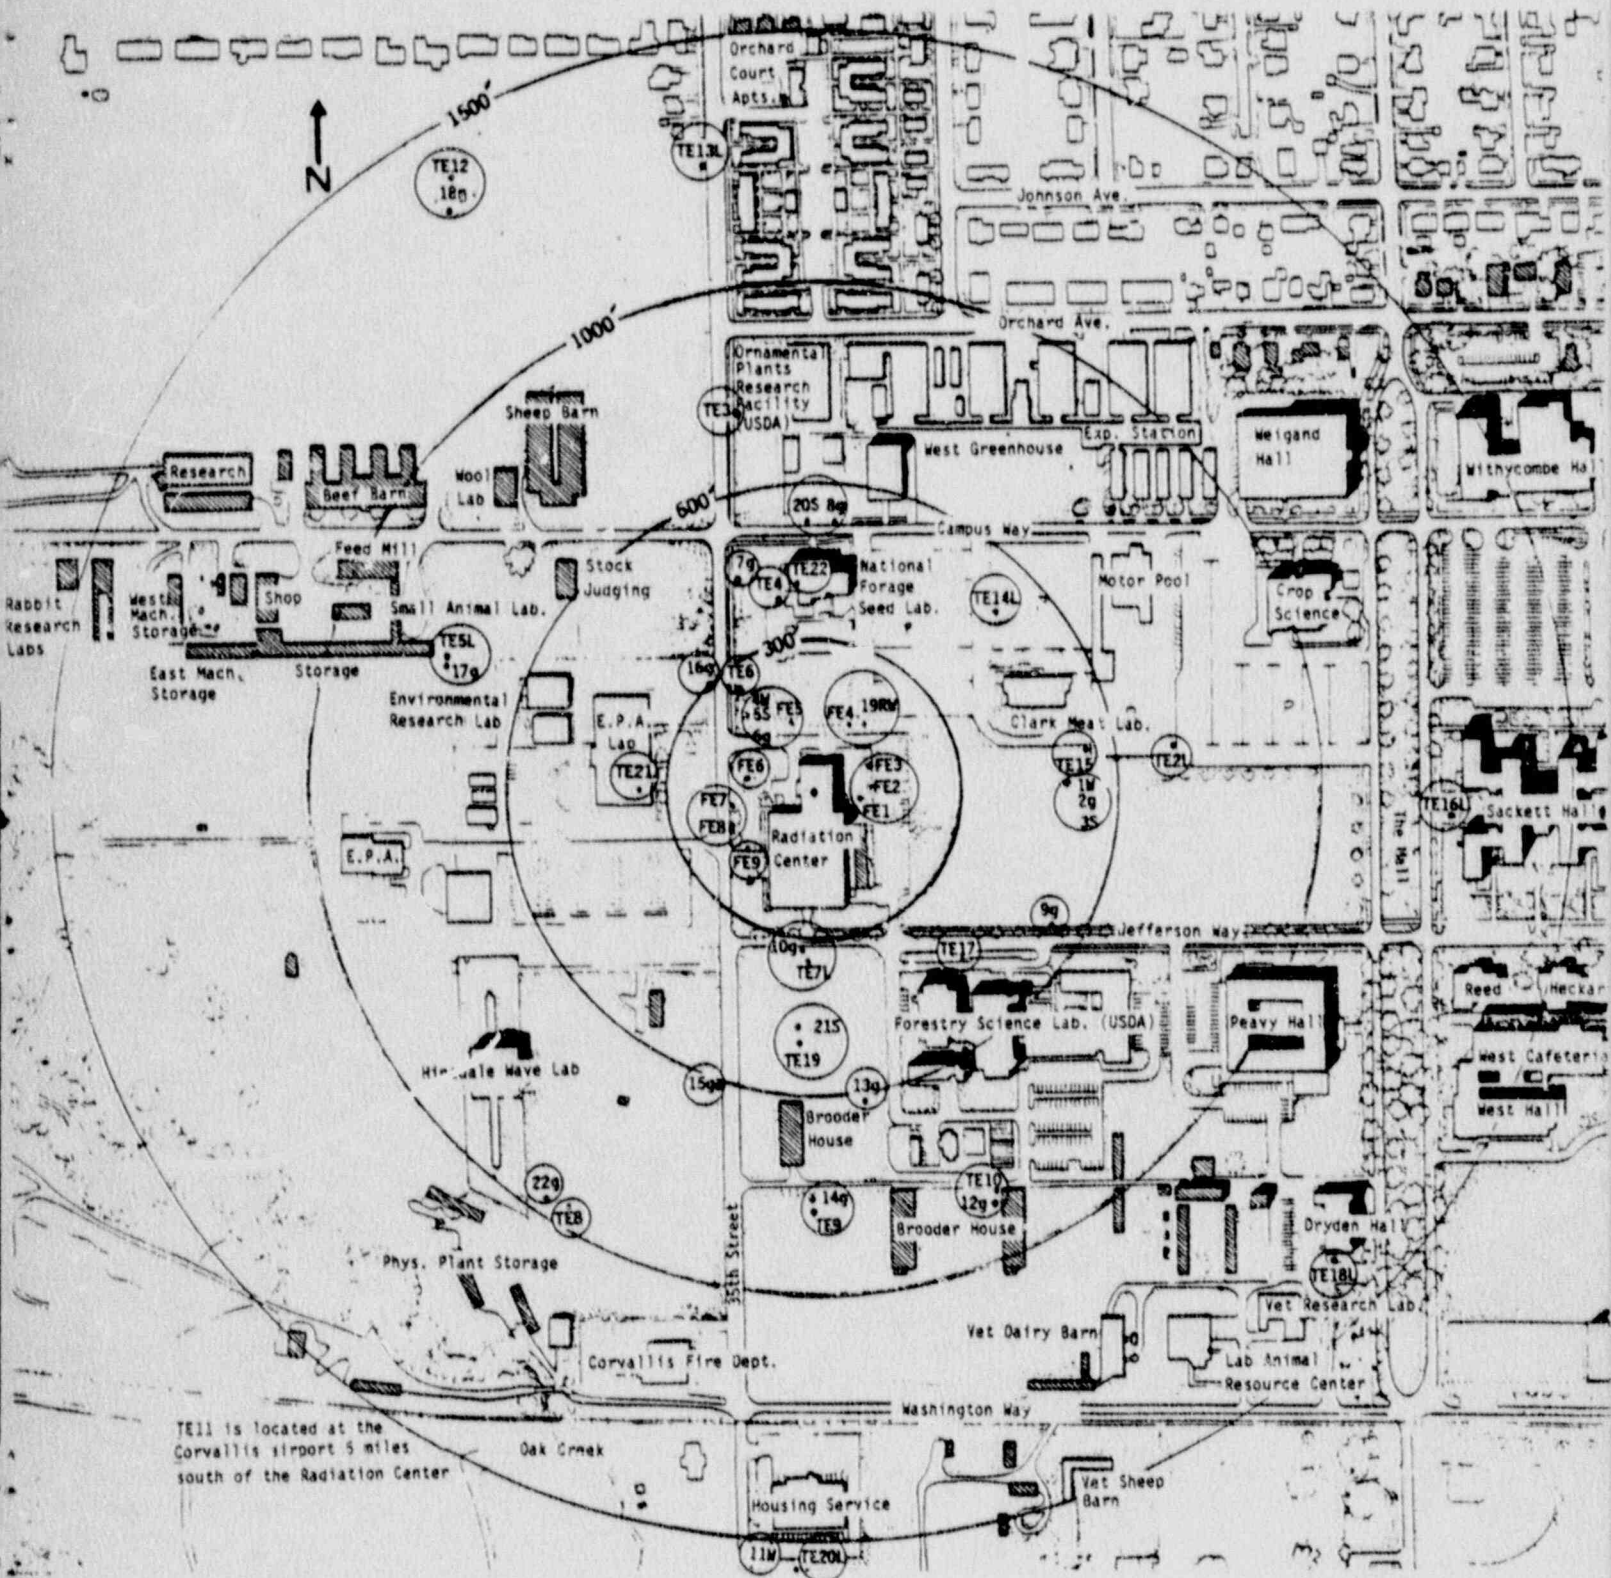 Orchard
Court
Apts.
1500'
N
TE12
18g
TE13L
Johnson Ave.
1000'
Orchard Ave.
Ornamental
Plants
Research
Facility
(USDA)
TE3
Sheep Barn
Weigand
Hall
Exp. Station
West Greenhouse
Withycombe Hal
Research
Beef Barn
Wool
Lab
600'
20S 8g
Campus Way
Feed Mill
Stock
Judging
7g
TE4
TE22
National
Forage
Seed Lab.
TE14L
Motor Pool
Crop
Science
Rabbit
Research
Labs
West
Mach.
Storage
Shop
Small Animal Lab.
TE5L
17g
East Mach.
Storage
Storage
300'
16g
TE6
Environmental
Research Lab
E.P.A.
Lab
4W
5S
6g
FE5
FE4
19RW
Clark Meat Lab.
TE21
FE6
FE3
FE2
FE1
TE15
TE2L
1W
2g
3S
TE16L
Sackett Hall
FE7
FE8
FE9
Radiation
Center
The Mall
E.P.A.
9g
Jefferson Way
10g
TE7L
TE17
Reed
Heckar
21S
TE19
Forestry Science Lab. (USDA)
Peavy Hall
West Cafeteria
West Hall
Wave Lab
15g
13g
Brooder
House
22g
TE8
14g
TE9
TE10
12g
Brooder House
Dryden Hall
35th Street
TE18L
Phys. Plant Storage
Vet Research Lab.
Vet Dairy Barn
Corvallis Fire Dept.
Lab Animal
Resource Center
Washington Way
TE11 is located at the
Corvallis airport 5 miles
south of the Radiation Center
Oak Creek
Housing Service
Vet Sheep
Barn
11W
TE20L